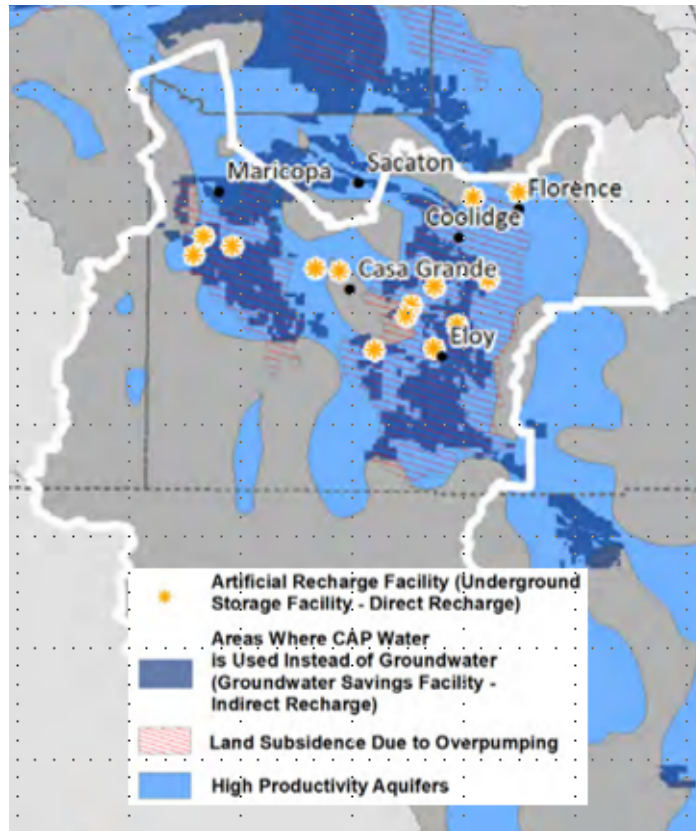 Maricopa
Sacaton
Florence
Coolidge
Casa Grande
Eloy
Artificial Recharge Facility (Underground
Storage Facility - Direct Recharge)
Areas Where CAP Water
is Used Instead of Groundwater
(Groundwater Savings Facility -
Indirect Recharge)
Land Subsidence Due to Overpumping
High Productivity Aquifers